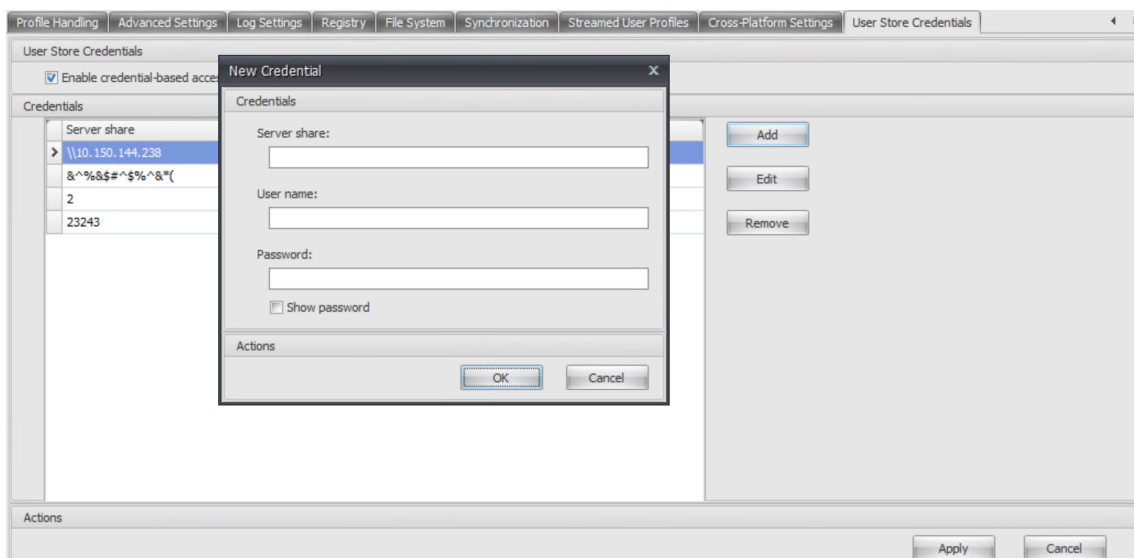 Profile Handling Advanced Settings Log Settings Registry File System Synchronization Streamed User Profiles Cross-Platform Settings User Store Credentials
User Store Credentials
Enable credential-based
New Credential x
Credentials
Credentials
Server share
Server share:
Add
\\10.150.144.238
&^%&$#^$%^&*(
Edit
User name:
2
23243
Remove
Password:
Show password
Actions
OK Cancel
Actions
Apply Cancel